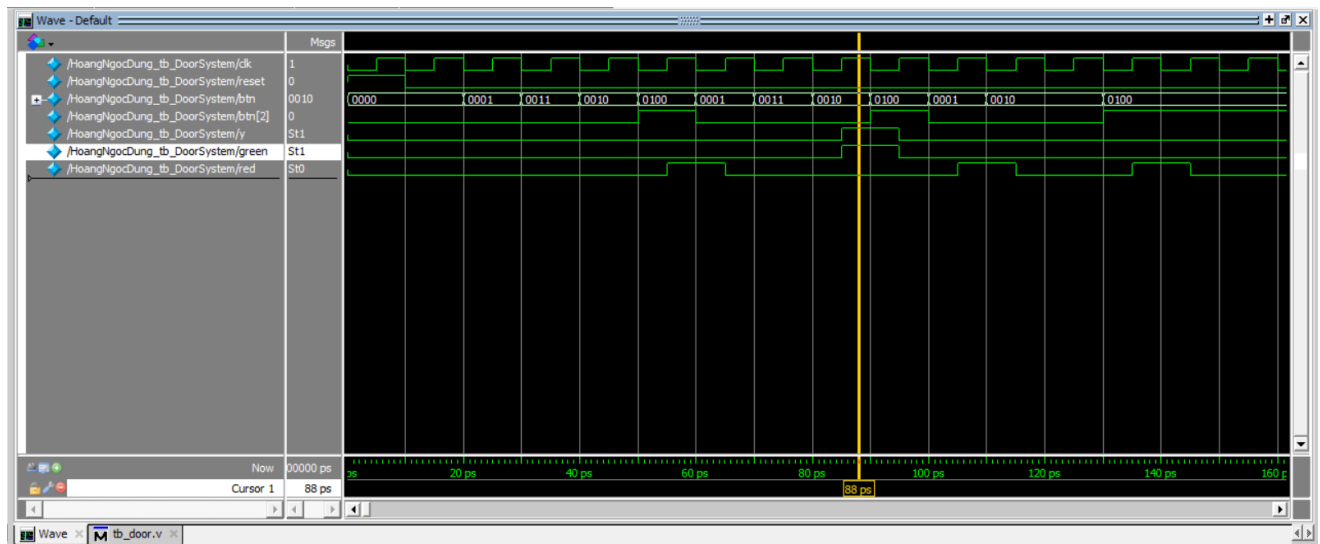 Wave - Default
Msgs
/HoangNgocDung_tb_DoorSystem/clk 1
/HoangNgocDung_tb_DoorSystem/reset 0
/HoangNgocDung_tb_DoorSystem/btn 0010 0000 0001 0011 0010 0100 0001 0011 0010 0100 0001 0010 0100
/HoangNgocDung_tb_DoorSystem/btn[2] 0
/HoangNgocDung_tb_DoorSystem/y St1
/HoangNgocDung_tb_DoorSystem/green St1
/HoangNgocDung_tb_DoorSystem/red St0
Now 00000 ps ps 20 ps 40 ps 60 ps 80 ps 100 ps 120 ps 140 ps 160 p
Cursor 1 88 ps 88 ps
Wave tb_door.v